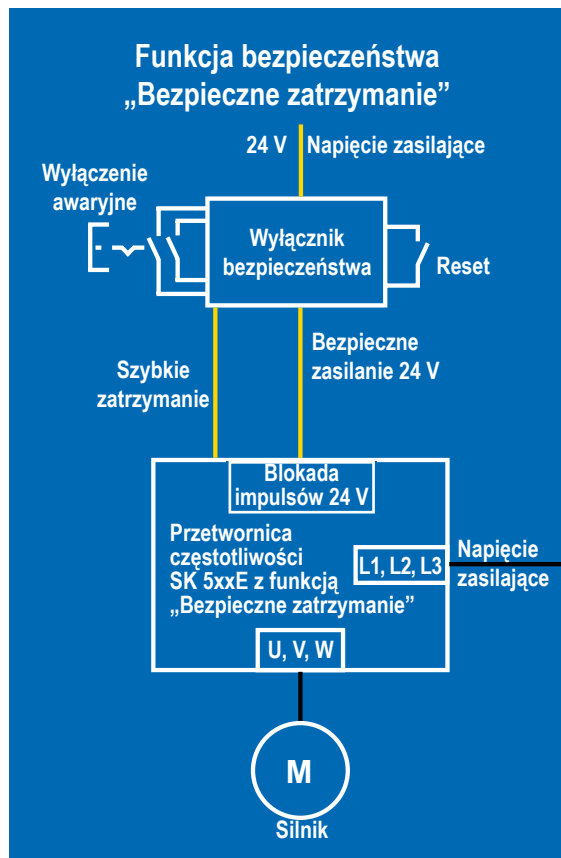 Funkcja bezpieczeństwa
„Bezpieczne zatrzymanie”
24 V Napięcie zasilające
Wyłączenie
awaryjne
Wyłącznik
bezpieczeństwa
Reset
Szybkie
zatrzymanie
Bezpieczne
zasilanie 24 V
Blokada
impulsów 24 V
Przetwornica
częstotliwości
SK 5xxE z funkcją
„Bezpieczne zatrzymanie”
L1, L2, L3
Napięcie
zasilające
U, V, W
M
Silnik